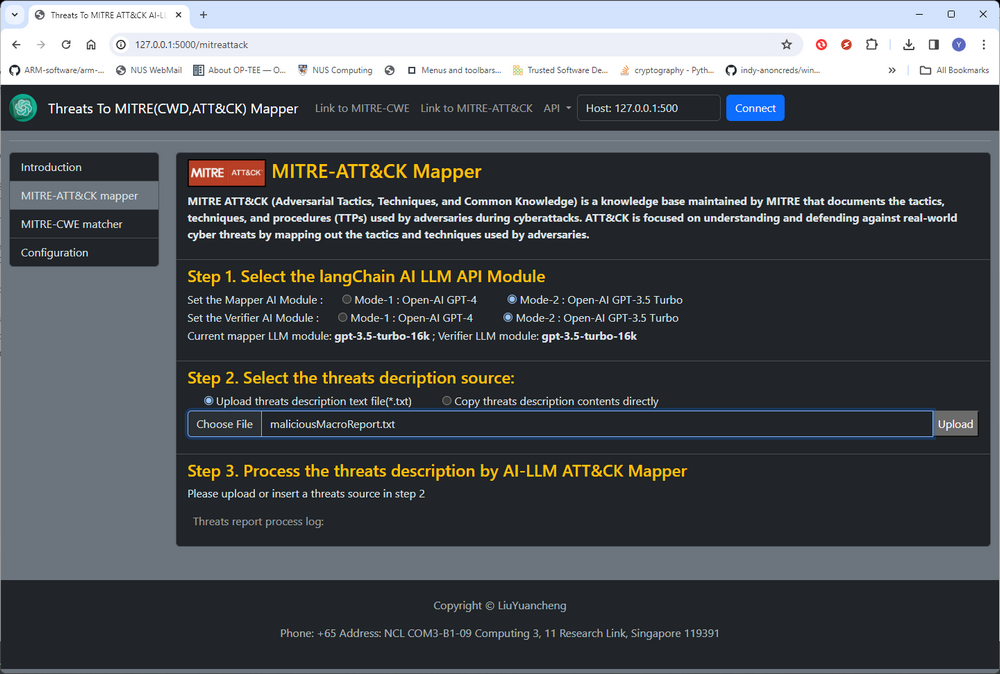 Threats To MITRE ATT&CK AI-LL
127.0.0.1:5000/mitreattack
ARM-software/arm-... NUS WebMail About OP-TEE — O... NUS Computing Menus and toolbars... Trusted Software De... cryptography - Pyth... indy-anoncreds/win... » All Bookmarks
Threats To MITRE(CWD,ATT&CK) Mapper Link to MITRE-CWE Link to MITRE-ATT&CK API Host: 127.0.0.1:500 Connect
Introduction
MITRE-ATT&CK mapper
MITRE-CWE matcher
Configuration
MITRE ATT&CK MITRE-ATT&CK Mapper
MITRE ATT&CK (Adversarial Tactics, Techniques, and Common Knowledge) is a knowledge base maintained by MITRE that documents the tactics,
techniques, and procedures (TTPs) used by adversaries during cyberattacks. ATT&CK is focused on understanding and defending against real-world
cyber threats by mapping out the tactics and techniques used by adversaries.
Step 1. Select the langChain AI LLM API Module
Set the Mapper AI Module : Mode-1 : Open-AI GPT-4 Mode-2 : Open-AI GPT-3.5 Turbo
Set the Verifier AI Module : Mode-1 : Open-AI GPT-4 Mode-2 : Open-AI GPT-3.5 Turbo
Current mapper LLM module: gpt-3.5-turbo-16k ; Verifier LLM module: gpt-3.5-turbo-16k
Step 2. Select the threats decription source:
Upload threats description text file(*.txt) Copy threats description contents directly
Choose File maliciousMacroReport.txt Upload
Step 3. Process the threats description by AI-LLM ATT&CK Mapper
Please upload or insert a threats source in step 2
Threats report process log:
Copyright © LiuYuancheng
Phone: +65 Address: NCL COM3-B1-09 Computing 3, 11 Research Link, Singapore 119391